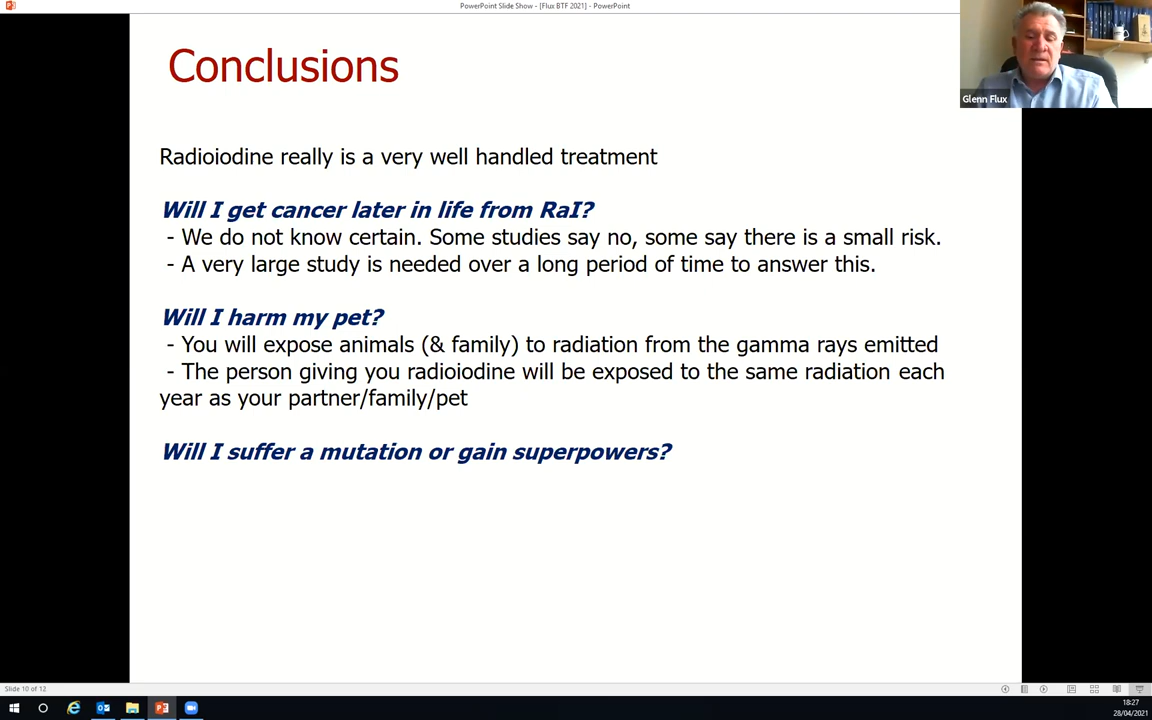 PowerPoint Slide Show - [Flux BTF 2021] - PowerPoint
Conclusions
Glenn Flux
Radioiodine really is a very well handled treatment
Will I get cancer later in life from RaI?
- We do not know certain. Some studies say no, some say there is a small risk.
- A very large study is needed over a long period of time to answer this.
Will I harm my pet?
- You will expose animals (& family) to radiation from the gamma rays emitted
- The person giving you radioiodine will be exposed to the same radiation each
year as your partner/family/pet
Will I suffer a mutation or gain superpowers?
Slide 10 of 12
18:27
28/04/2021